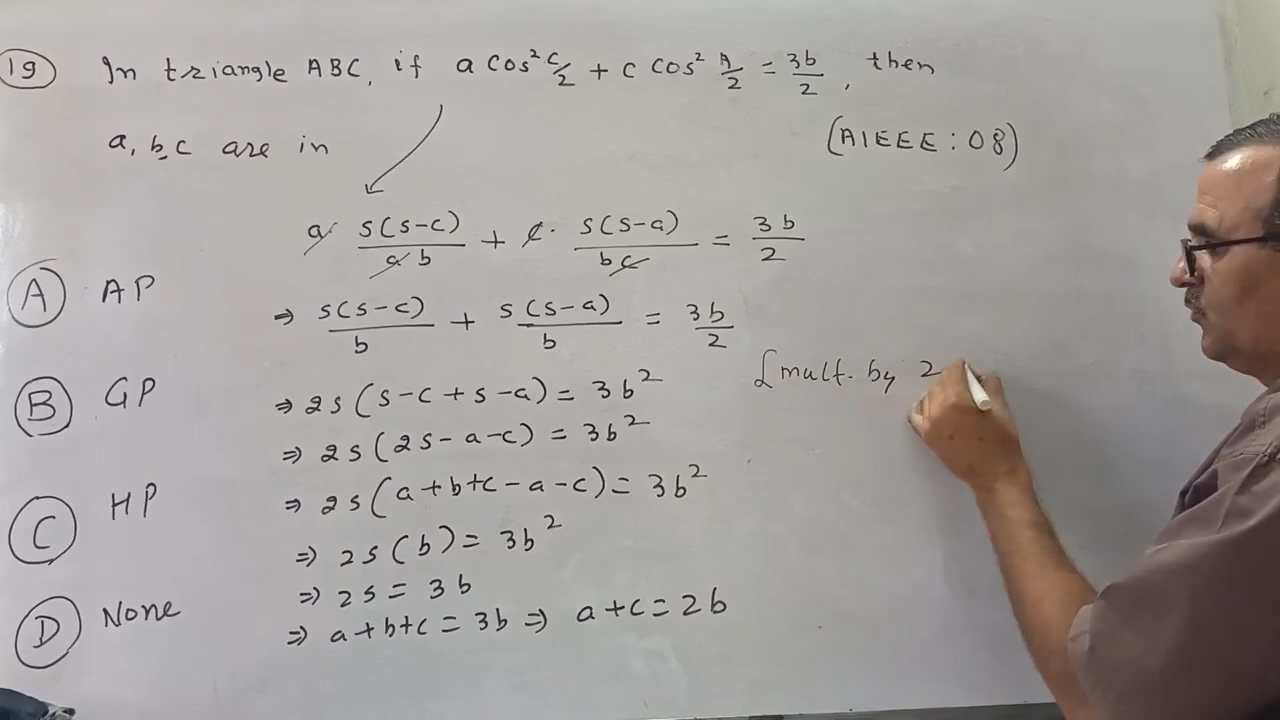 19 In triangle ABC, if a cos² C/2 + c cos² A/2 = 3b/2, then
a, b, c are in
(AIEEE : 08)
a · s(s-c)/ab + c · s(s-a)/bc = 3b/2
A AP
⇒ s(s-c)/b + s(s-a)/b = 3b/2
[mult. by 2
B GP
⇒ 2s(s-c+s-a) = 3b²
⇒ 2s(2s-a-c) = 3b²
C HP
⇒ 2s(a+b+c-a-c) = 3b²
⇒ 2s(b) = 3b²
D None
⇒ 2s = 3b
⇒ a+b+c = 3b ⇒ a+c = 2b